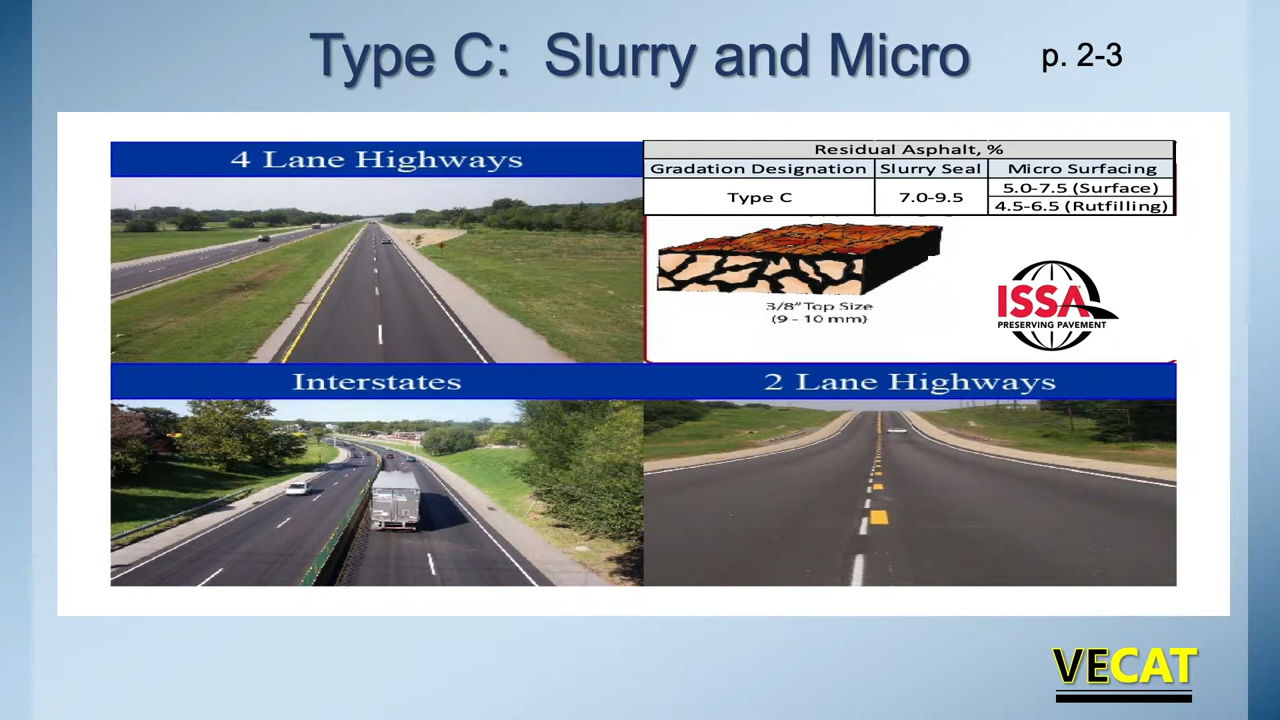 Type C: Slurry and Micro
p. 2-3
4 Lane Highways
Residual Asphalt, %
Gradation Designation Slurry Seal Micro Surfacing
Type C 7.0-9.5 5.0-7.5 (Surface)
4.5-6.5 (Rutfilling)
3/8" Top Size
(9 - 10 mm)
ISSA
PRESERVING PAVEMENT
Interstates
2 Lane Highways
VECAT